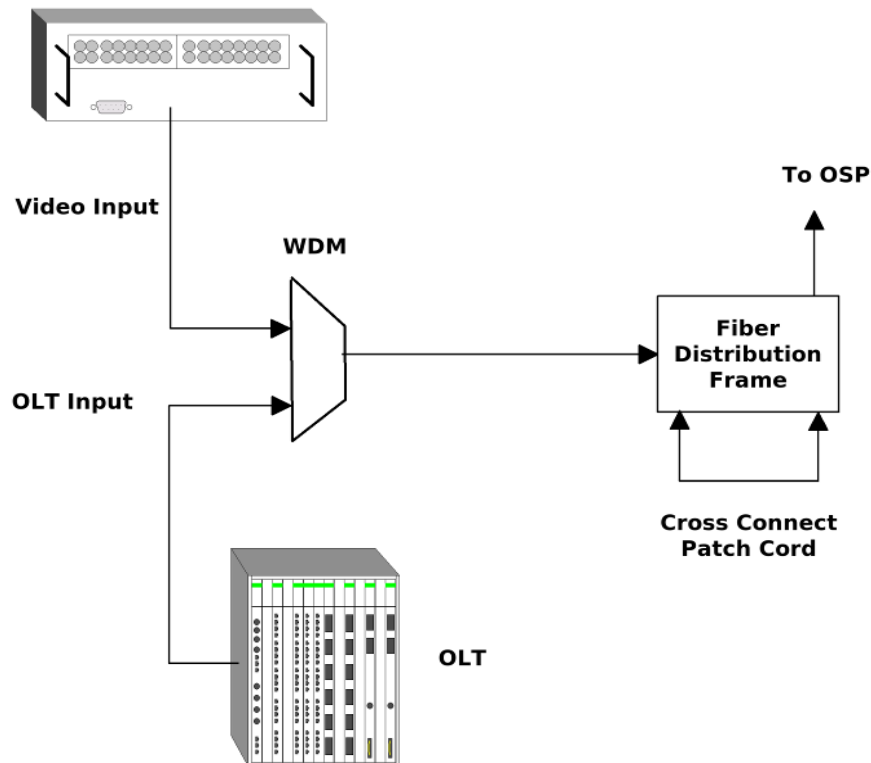 Video Input
To OSP
WDM
Fiber
Distribution
Frame
OLT Input
Cross Connect
Patch Cord
OLT